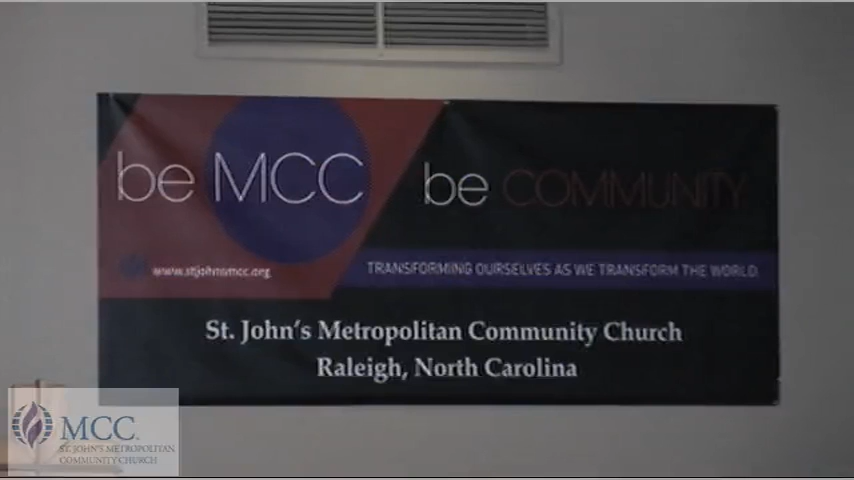 be MCC be COMMUNITY
www.stjohnsmcc.org
TRANSFORMING OURSELVES AS WE TRANSFORM THE WORLD
St. John's Metropolitan Community Church
Raleigh, North Carolina
MCC
ST. JOHN'S METROPOLITAN
COMMUNITY CHURCH